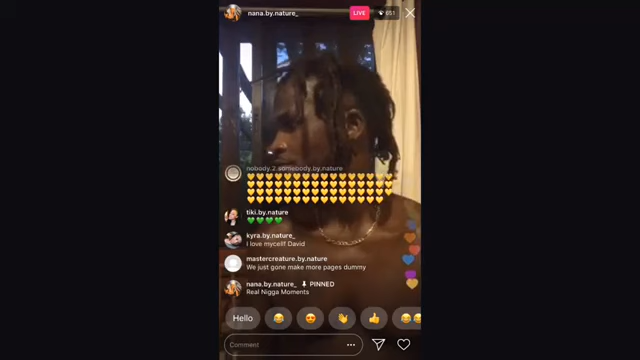 nana.by.nature_
LIVE
651
nobody.2.somebody.by.nature
tiki.by.nature
kyra.by.nature_
I love mycell! David
mastercreature.by.nature
We just gone make more pages dummy
nana.by.nature_ PINNED
Real Nigga Moments
Hello
Comment